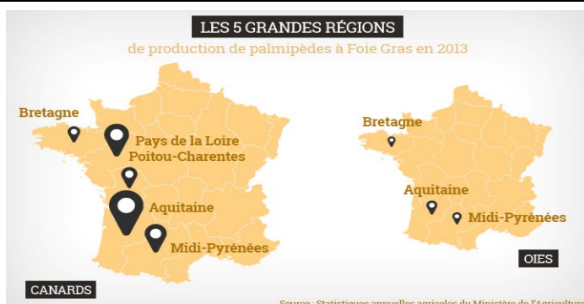 LES 5 GRANDES RÉGIONS
de production de palmipèdes à Foie Gras en 2013
Bretagne
Pays de la Loire
Poitou-Charentes
Aquitaine
Midi-Pyrénées
CANARDS
Bretagne
Aquitaine
Midi-Pyrénées
OIES
Source : Statistiques annuelles agricoles du Ministère de l'Agriculture